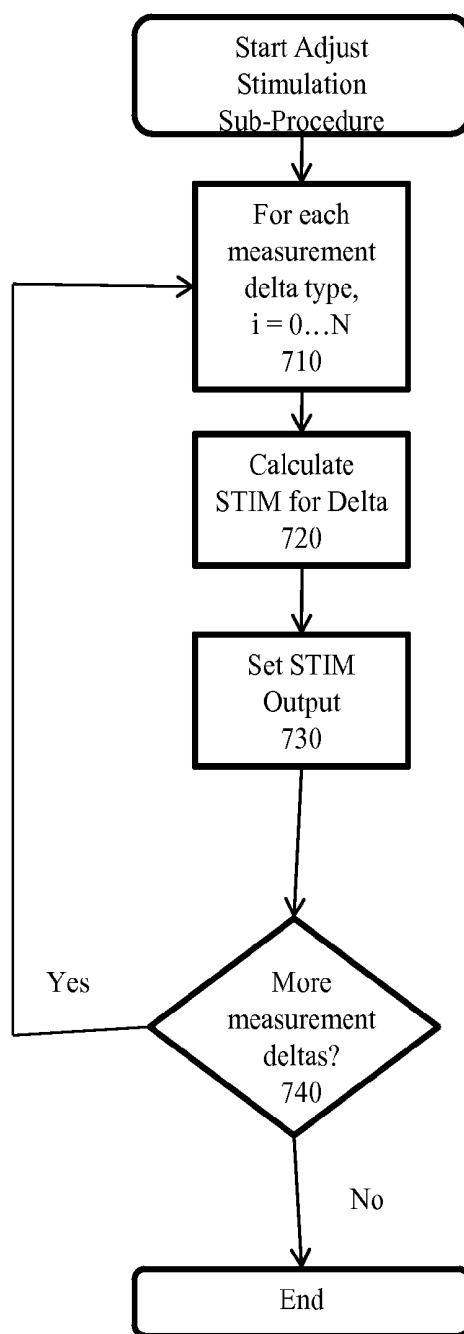 Start Adjust
Stimulation
Sub-Procedure
For each
measurement
delta type,
i = 0...N
710
Calculate
STIM for Delta
720
Set STIM
Output
730
More
measurement
deltas?
740
Yes
No
End